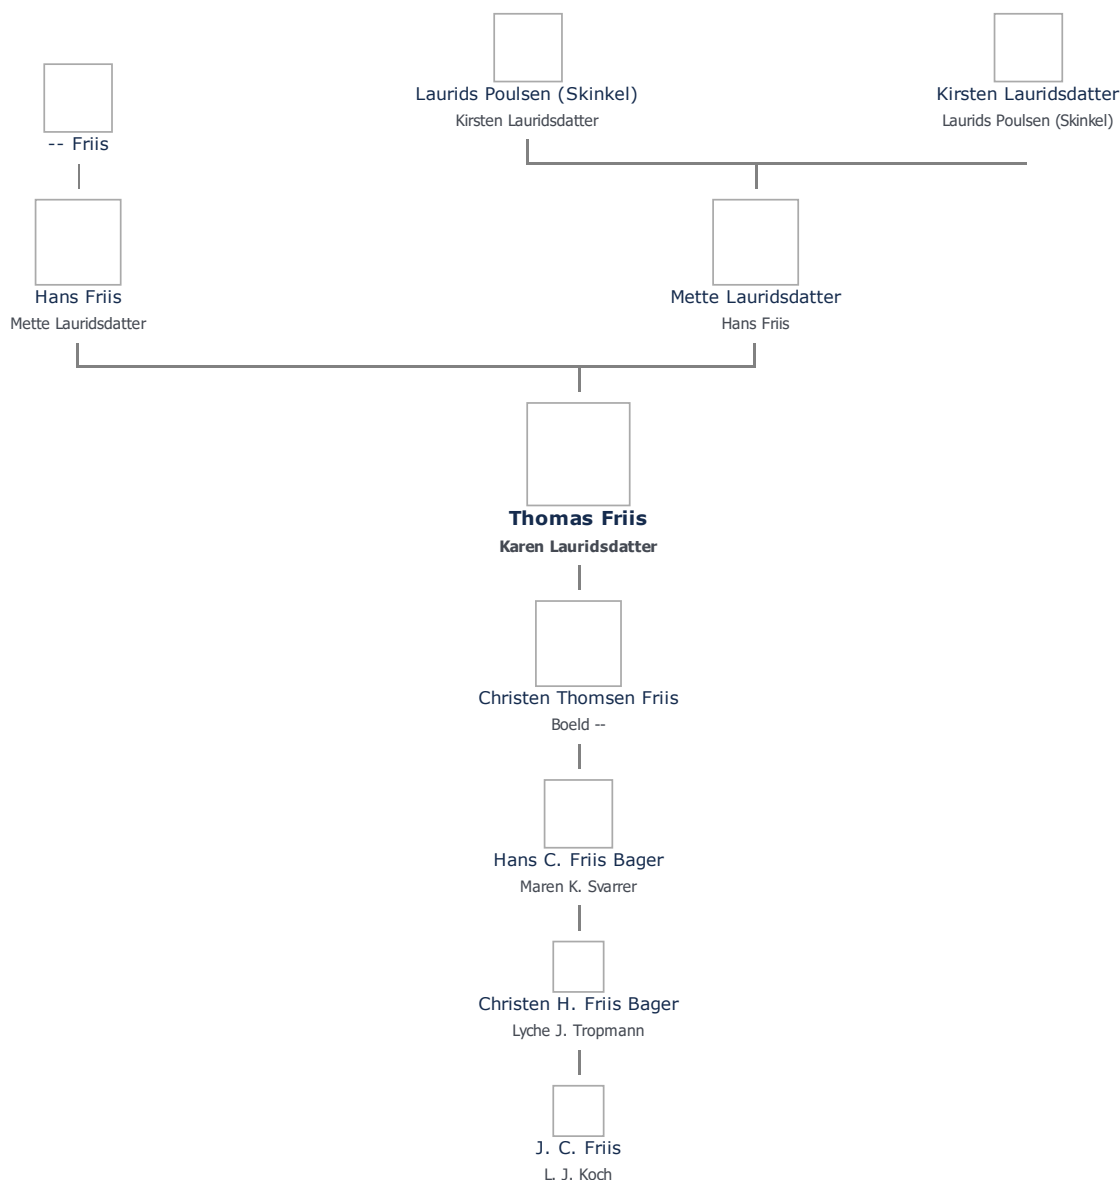 Laurids Poulsen (Skinkel)
Kirsten Lauridsdatter
Kirsten Lauridsdatter
Laurids Poulsen (Skinkel)
-- Friis
Hans Friis
Mette Lauridsdatter
Mette Lauridsdatter
Hans Friis
Thomas Friis
Karen Lauridsdatter
Christen Thomsen Friis
Boeld --
Hans C. Friis Bager
Maren K. Svarrer
Christen H. Friis Bager
Lyche J. Tropmann
J. C. Friis
L. J. Koch